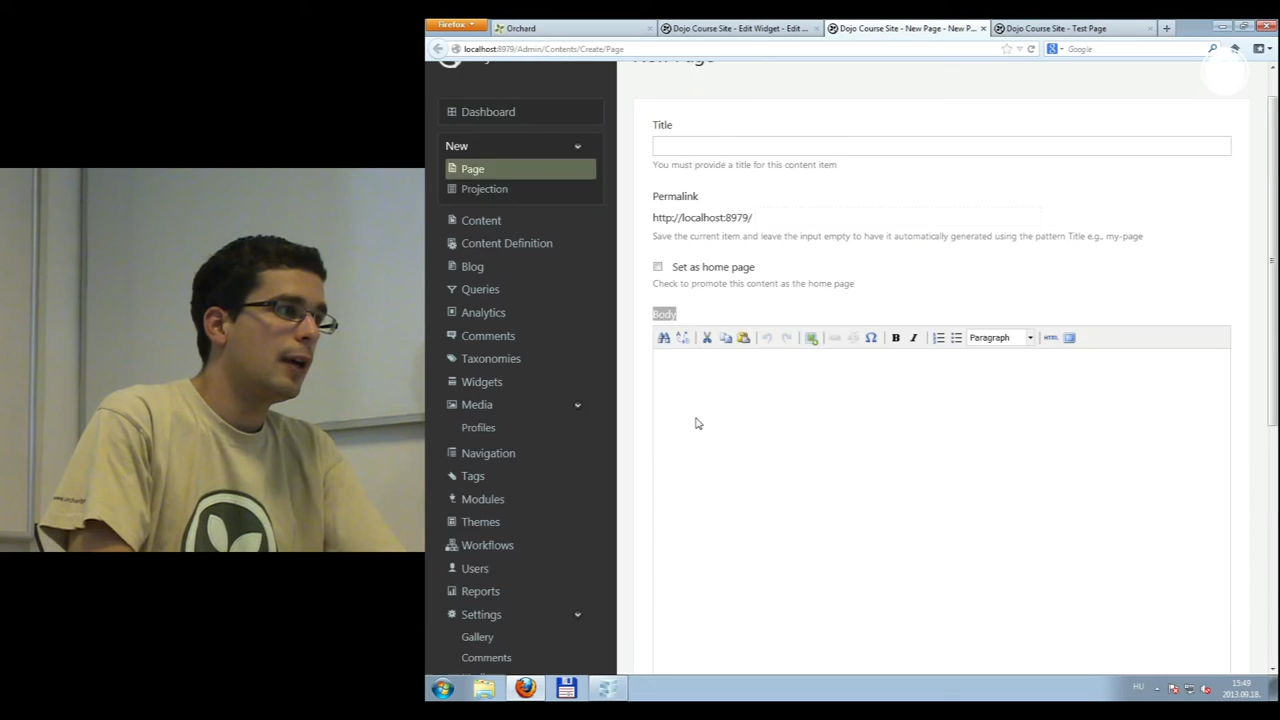 Firefox
Orchard
Dojo Course Site - Edit Widget - Edit ...
Dojo Course Site - New Page - New P...
Dojo Course Site - Test Page
localhost:8979/Admin/Contents/Create/Page
Google
New Page
Dashboard
New
Page
Projection
Content
Content Definition
Blog
Queries
Analytics
Comments
Taxonomies
Widgets
Media
Profiles
Navigation
Tags
Modules
Themes
Workflows
Users
Reports
Settings
Gallery
Comments
Title
You must provide a title for this content item
Permalink
http://localhost:8979/
Save the current item and leave the input empty to have it automatically generated using the pattern Title e.g., my-page
Set as home page
Check to promote this content as the home page
Body
B I Paragraph HTML
HU
15:49
2013.09.18.